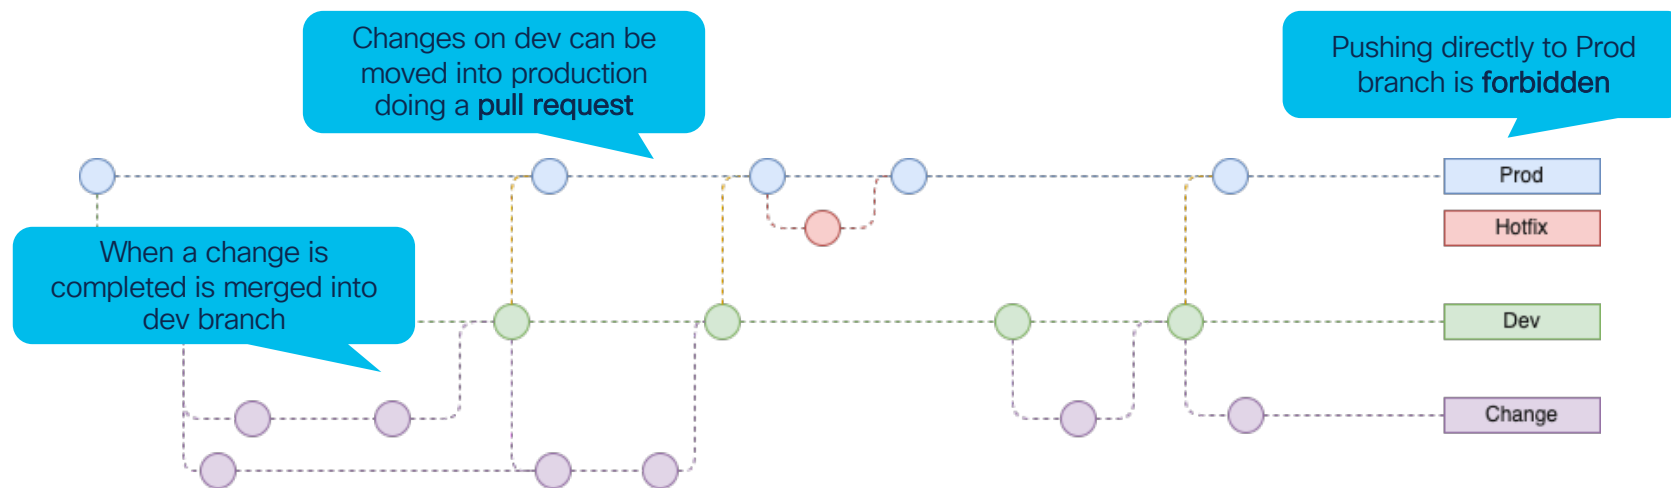 Changes on dev can be
moved into production
doing a pull request
Pushing directly to Prod
branch is forbidden
Prod
Hotfix
When a change is
completed is merged into
dev branch
Dev
Change